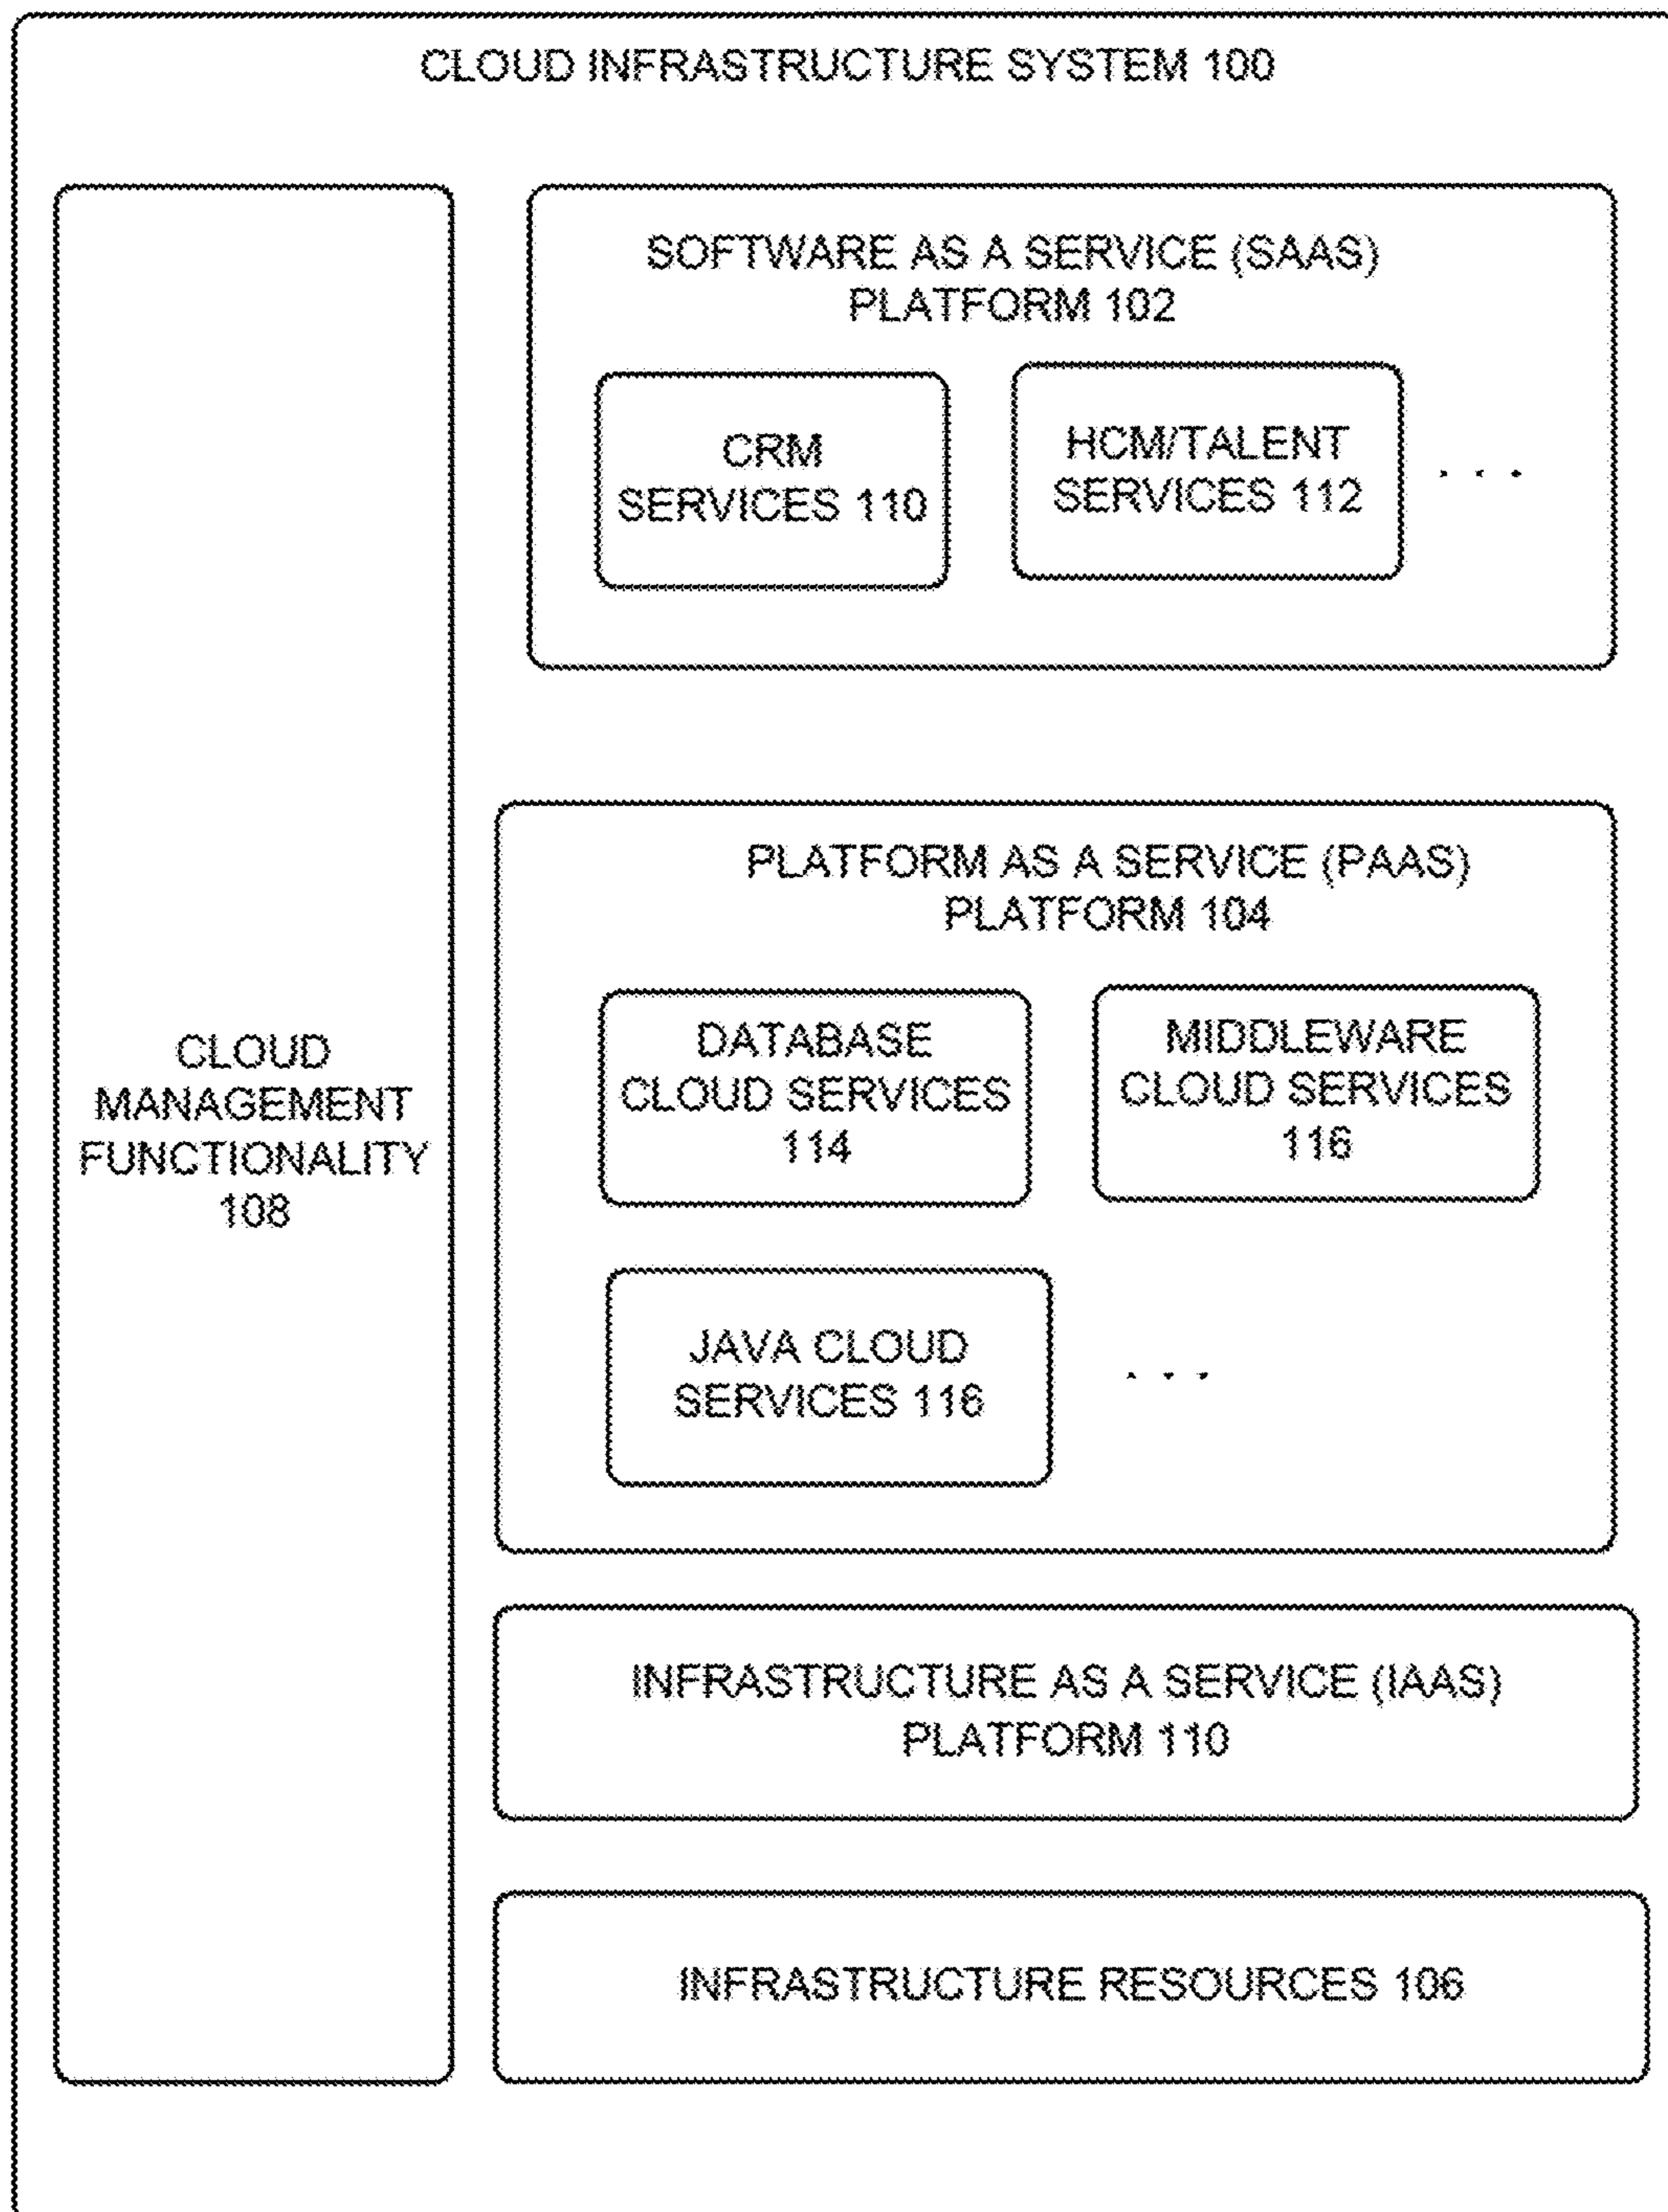 CLOUD INFRASTRUCTURE SYSTEM 100
SOFTWARE AS A SERVICE (SAAS)
PLATFORM 102
CRM
SERVICES 110
HCM/TALENT
SERVICES 112
. . .
PLATFORM AS A SERVICE (PAAS)
PLATFORM 104
DATABASE
CLOUD SERVICES
114
MIDDLEWARE
CLOUD SERVICES
116
JAVA CLOUD
SERVICES 116
. . .
CLOUD
MANAGEMENT
FUNCTIONALITY
108
INFRASTRUCTURE AS A SERVICE (IAAS)
PLATFORM 110
INFRASTRUCTURE RESOURCES 106